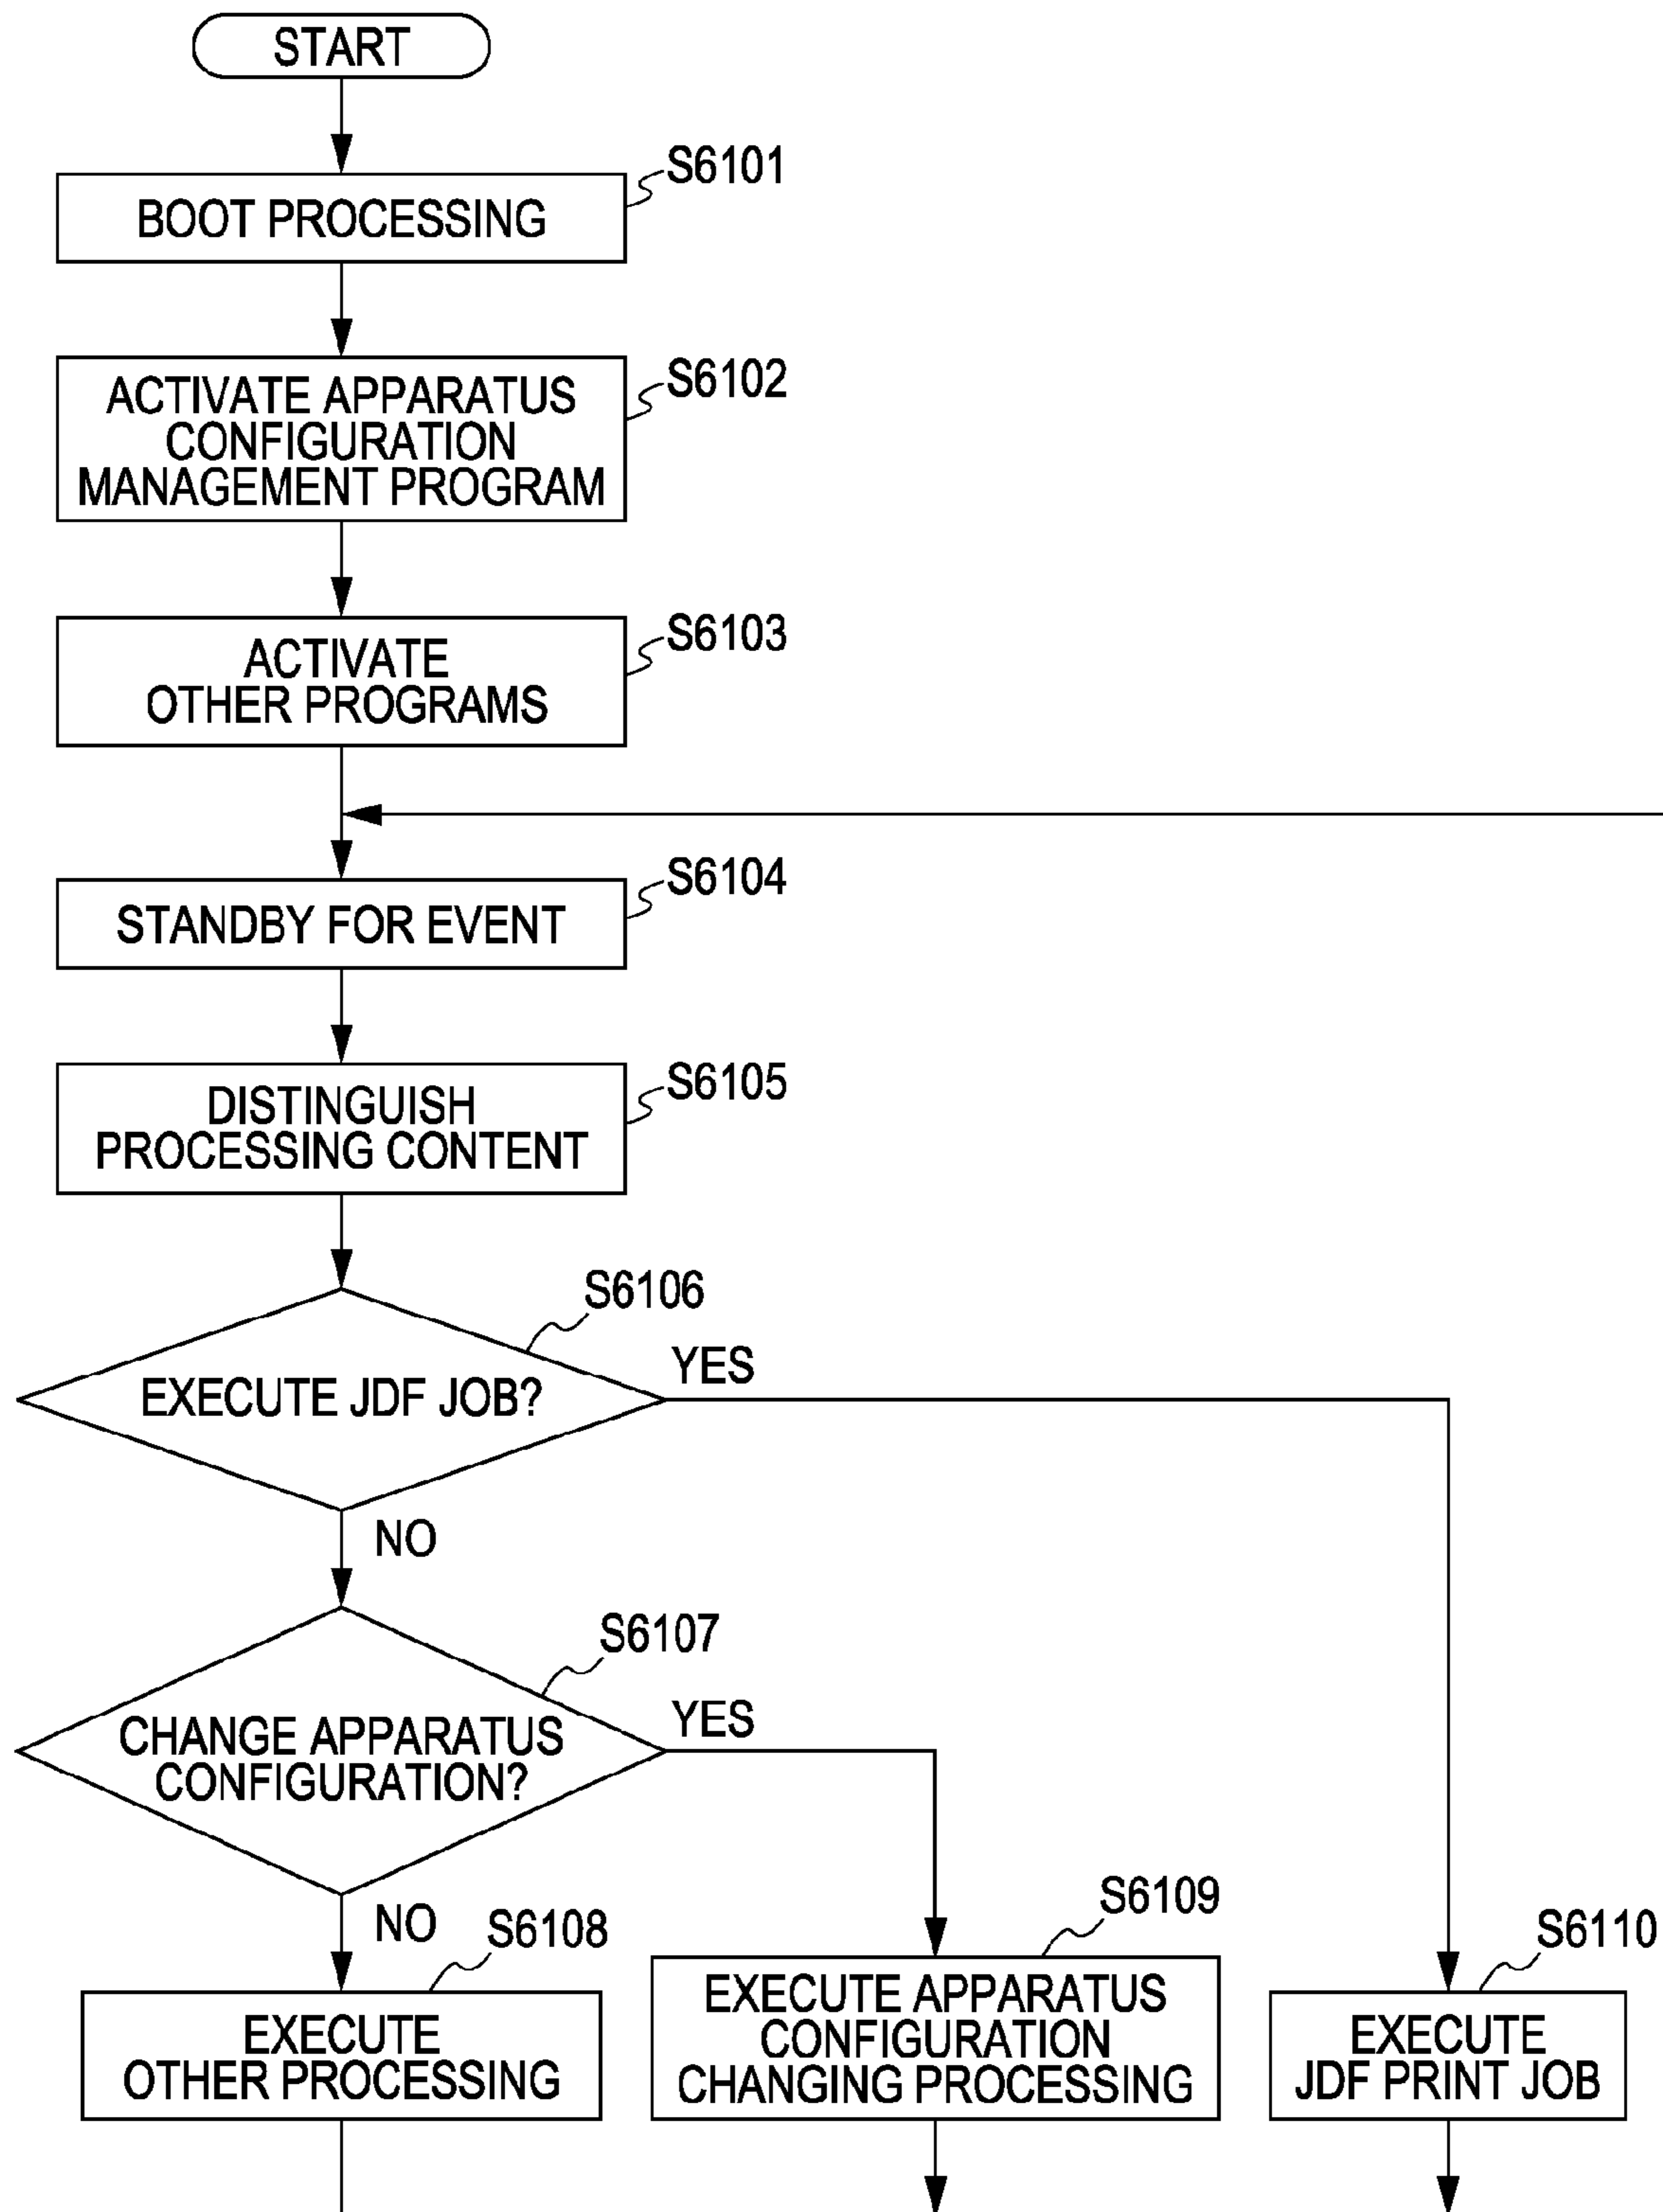 START
S6101
BOOT PROCESSING
S6102
ACTIVATE APPARATUS
CONFIGURATION
MANAGEMENT PROGRAM
S6103
ACTIVATE
OTHER PROGRAMS
S6104
STANDBY FOR EVENT
S6105
DISTINGUISH
PROCESSING CONTENT
S6106
YES
EXECUTE JDF JOB?
NO
S6107
YES
CHANGE APPARATUS
CONFIGURATION?
NO
S6108
EXECUTE
OTHER PROCESSING
S6109
EXECUTE APPARATUS
CONFIGURATION
CHANGING PROCESSING
S6110
EXECUTE
JDF PRINT JOB